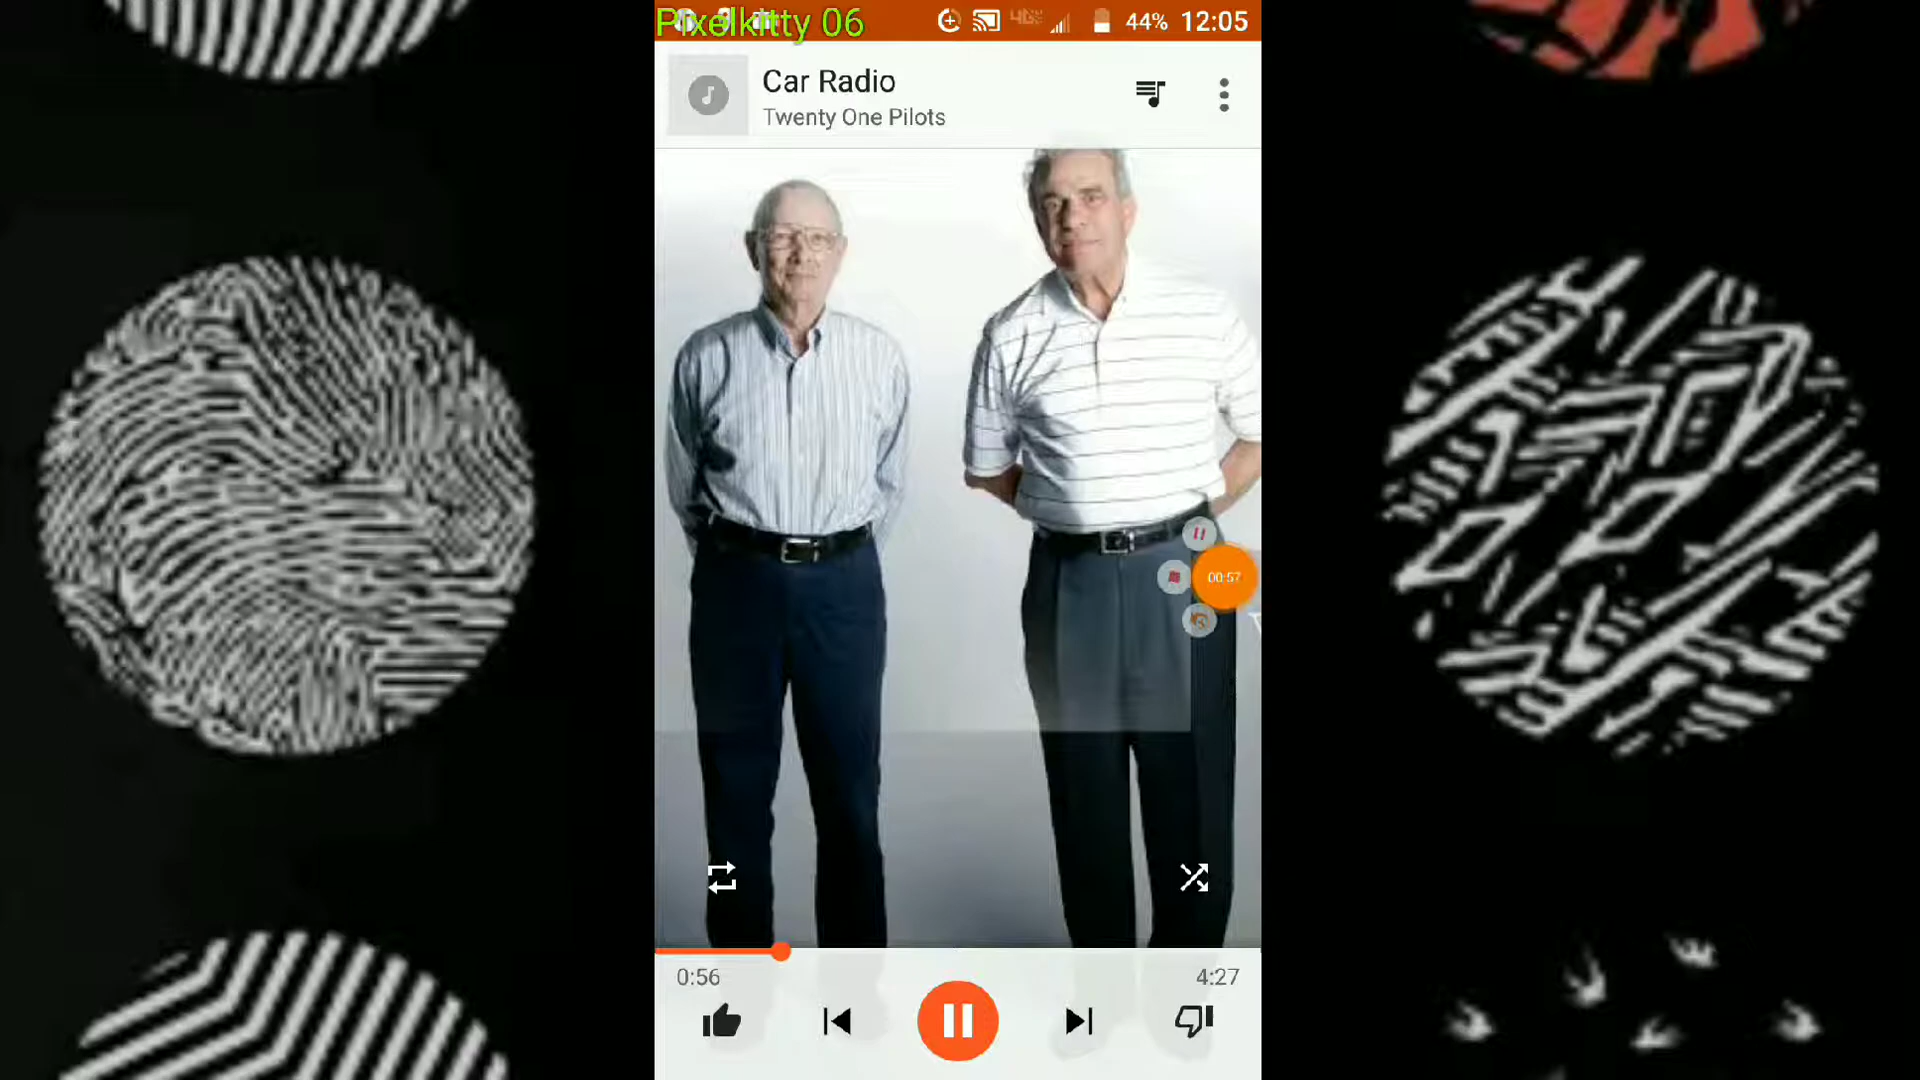 Pixelkitty 06
44% 12:05
Car Radio
Twenty One Pilots
00:57
0:56
4:27